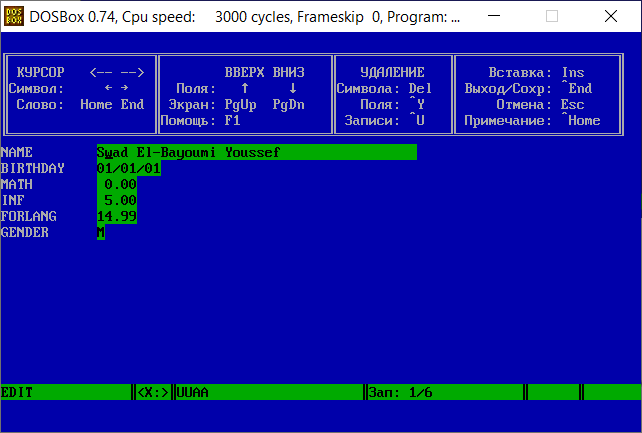 DOSBox 0.74, Cpu speed: 3000 cycles, Frameskip 0, Program: ...
КУРСОР <-- --> ВВЕРХ ВНИЗ УДАЛЕНИЕ Вставка: Ins
Символ: ← → Поля: ↑ ↓ Символа: Del Выход/Сохр: ^End
Слово: Home End Экран: PgUp PgDn Поля: ^Y Отмена: Esc
Помощь: F1 Записи: ^U Примечание: ^Home
NAME Swad El-Bayoumi Youssef
BIRTHDAY 01/01/01
MATH 0.00
INF 5.00
FORLANG 14.99
GENDER M
EDIT <X:> UUAA Зап: 1/6